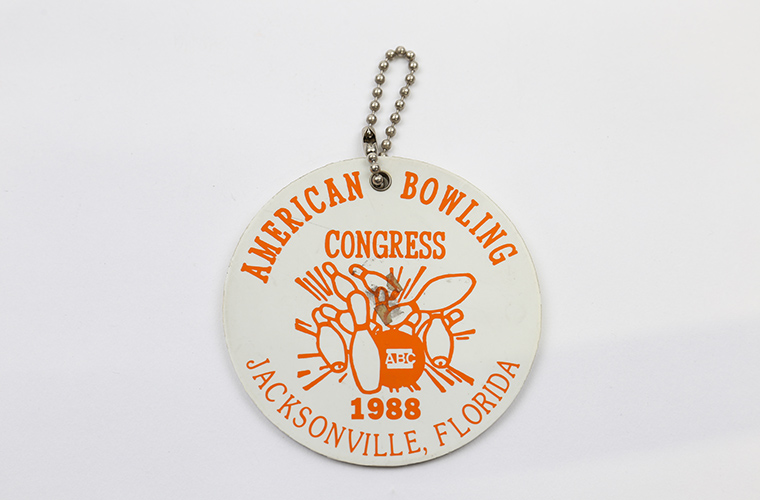 AMERICAN BOWLING
CONGRESS
ABC
1988
JACKSONVILLE, FLORIDA